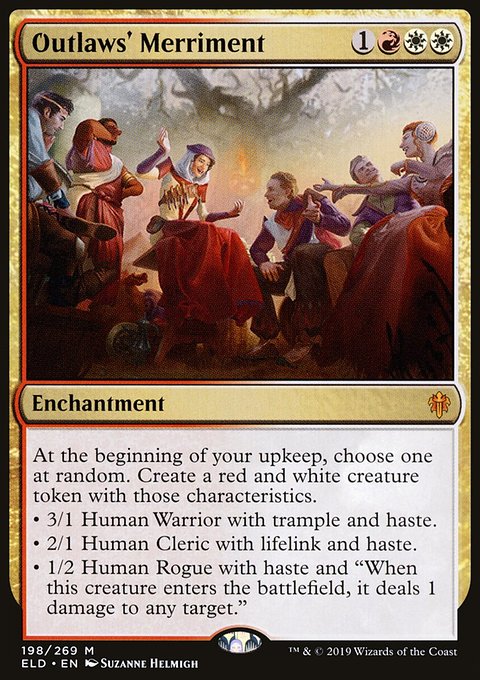 Outlaws' Merriment 1
Enchantment
At the beginning of your upkeep, choose one
at random. Create a red and white creature
token with those characteristics.
• 3/1 Human Warrior with trample and haste.
• 2/1 Human Cleric with lifelink and haste.
• 1/2 Human Rogue with haste and “When
this creature enters the battlefield, it deals 1
damage to any target.”
198/269 M
ELD • EN Suzanne Helmigh
™ & © 2019 Wizards of the Coast